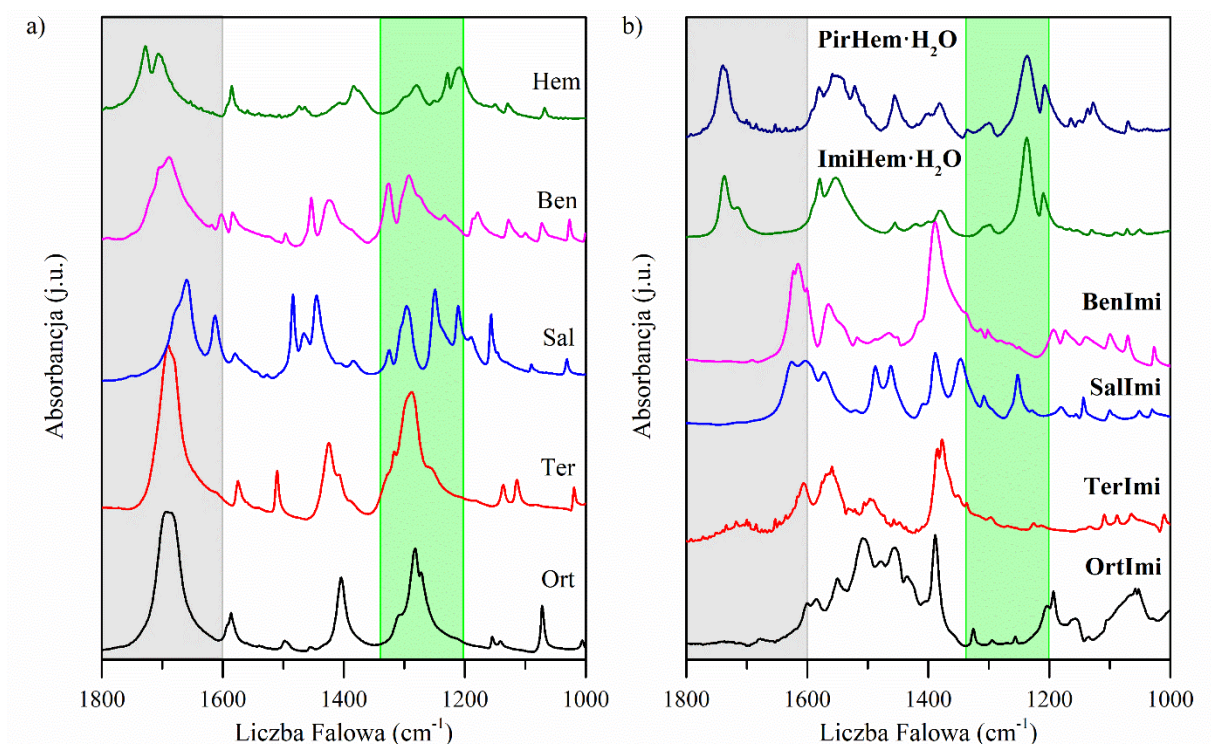 a)
Hem
Ben
Sal
Ter
Ort
Absorbancja (j.u.)
1800 1600 1400 1200 1000
Liczba Falowa (cm⁻¹)
b)
PirHem·H₂O
ImiHem·H₂O
BenImi
SalImi
TerImi
OrtImi
Absorbancja (j.u.)
1800 1600 1400 1200 1000
Liczba Falowa (cm⁻¹)